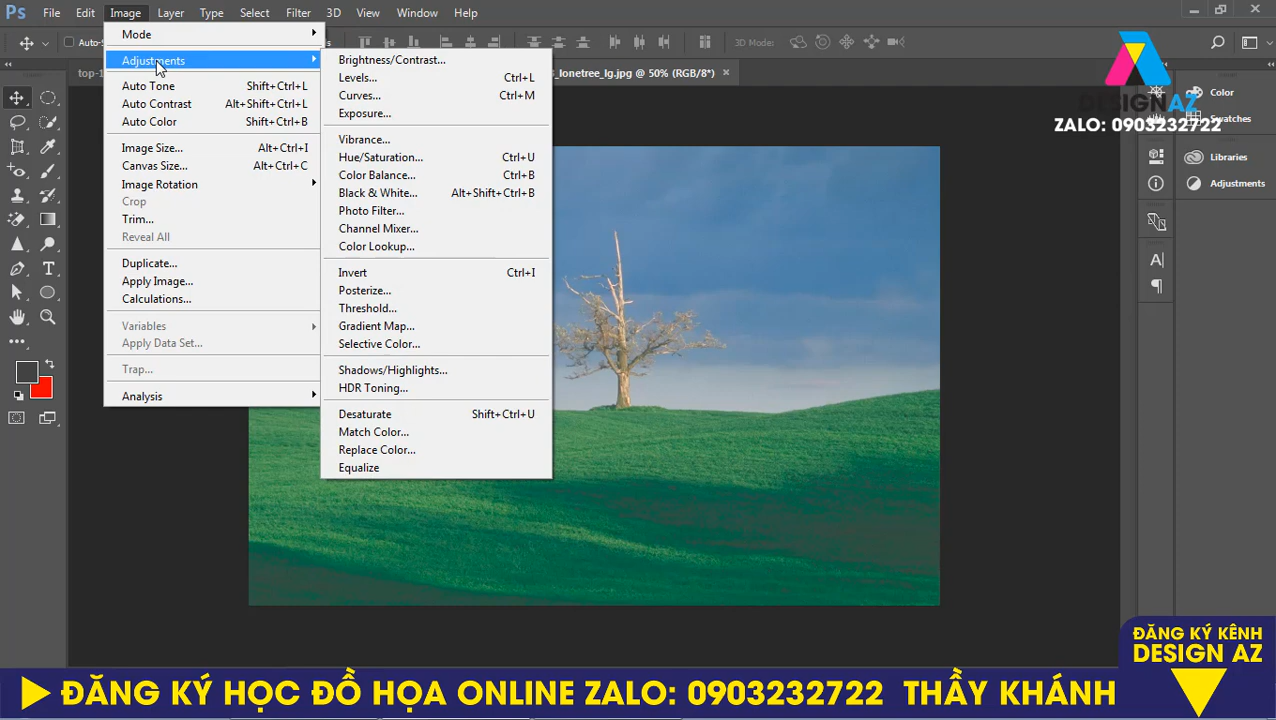 Ps File Edit Image Layer Type Select Filter 3D View Window Help
Mode
Adjustments
Auto Tone Shift+Ctrl+L
Auto Contrast Alt+Shift+Ctrl+L
Auto Color Shift+Ctrl+B
Image Size... Alt+Ctrl+I
Canvas Size... Alt+Ctrl+C
Image Rotation
Crop
Trim...
Reveal All
Duplicate...
Apply Image...
Calculations...
Variables
Apply Data Set...
Trap...
Analysis
Brightness/Contrast...
Levels... Ctrl+L
Curves... Ctrl+M
Exposure...
Vibrance...
Hue/Saturation... Ctrl+U
Color Balance... Ctrl+B
Black & White... Alt+Shift+Ctrl+B
Photo Filter...
Channel Mixer...
Color Lookup...
Invert Ctrl+I
Posterize...
Threshold...
Gradient Map...
Selective Color...
Shadows/Highlights...
HDR Toning...
Desaturate Shift+Ctrl+U
Match Color...
Replace Color...
Equalize
3D Mode:
top-1
_lonetree_lg.jpg @ 50% (RGB/8*) ×
DESIGNAZ
ZALO: 0903232722
Color
Swatches
Libraries
Adjustments
ĐĂNG KÝ KÊNH
DESIGN AZ
ĐĂNG KÝ HỌC ĐỒ HỌA ONLINE ZALO: 0903232722 THẦY KHÁNH